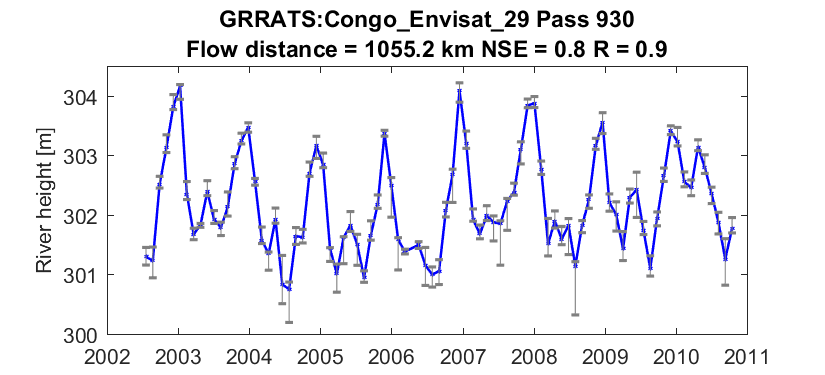 GRRATS:Congo_Envisat_29 Pass 930
Flow distance = 1055.2 km NSE = 0.8 R = 0.9
River height [m]
304
303
302
301
300
2002 2003 2004 2005 2006 2007 2008 2009 2010 2011